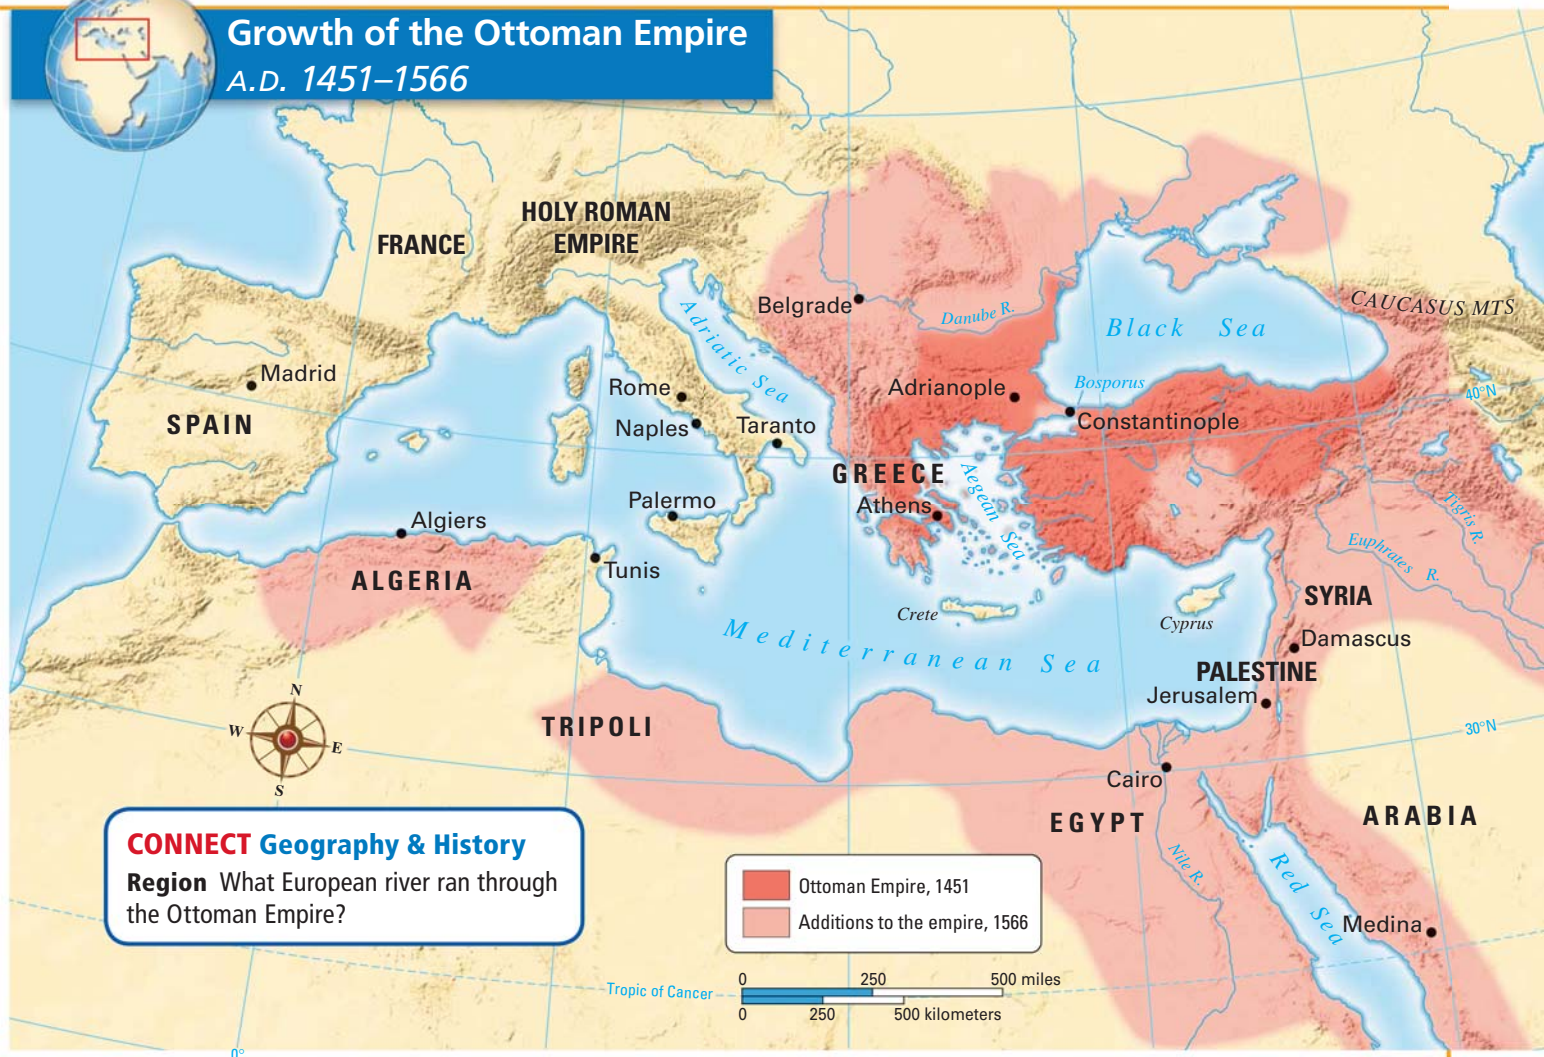 Growth of the Ottoman Empire
A.D. 1451–1566
HOLY ROMAN
EMPIRE
FRANCE
Belgrade
Danube R.
CAUCASUS MTS
Black Sea
Adriatic Sea
Madrid
SPAIN
Rome
Naples
Taranto
Adrianople
Bosporus
Constantinople
40°N
GREECE
Aegean Sea
Athens
Palermo
Algiers
ALGERIA
Tunis
Tigris R.
Euphrates R.
SYRIA
Crete
Cyprus
Mediterranean Sea
Damascus
PALESTINE
Jerusalem
N
W
E
S
TRIPOLI
30°N
Cairo
EGYPT
ARABIA
Nile R.
Red Sea
Medina
CONNECT Geography & History
Region What European river ran through
the Ottoman Empire?
Ottoman Empire, 1451
Additions to the empire, 1566
Tropic of Cancer
0 250 500 miles
0 250 500 kilometers
0°